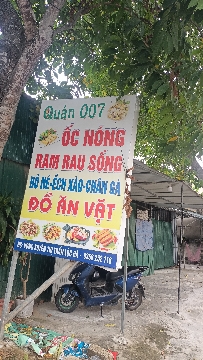 Quán 007
ỐC NÓNG
RAM RAU SỐNG
BÒ NÉ-ẾCH XÀO-CHÂN GÀ
ĐỒ ĂN VẶT